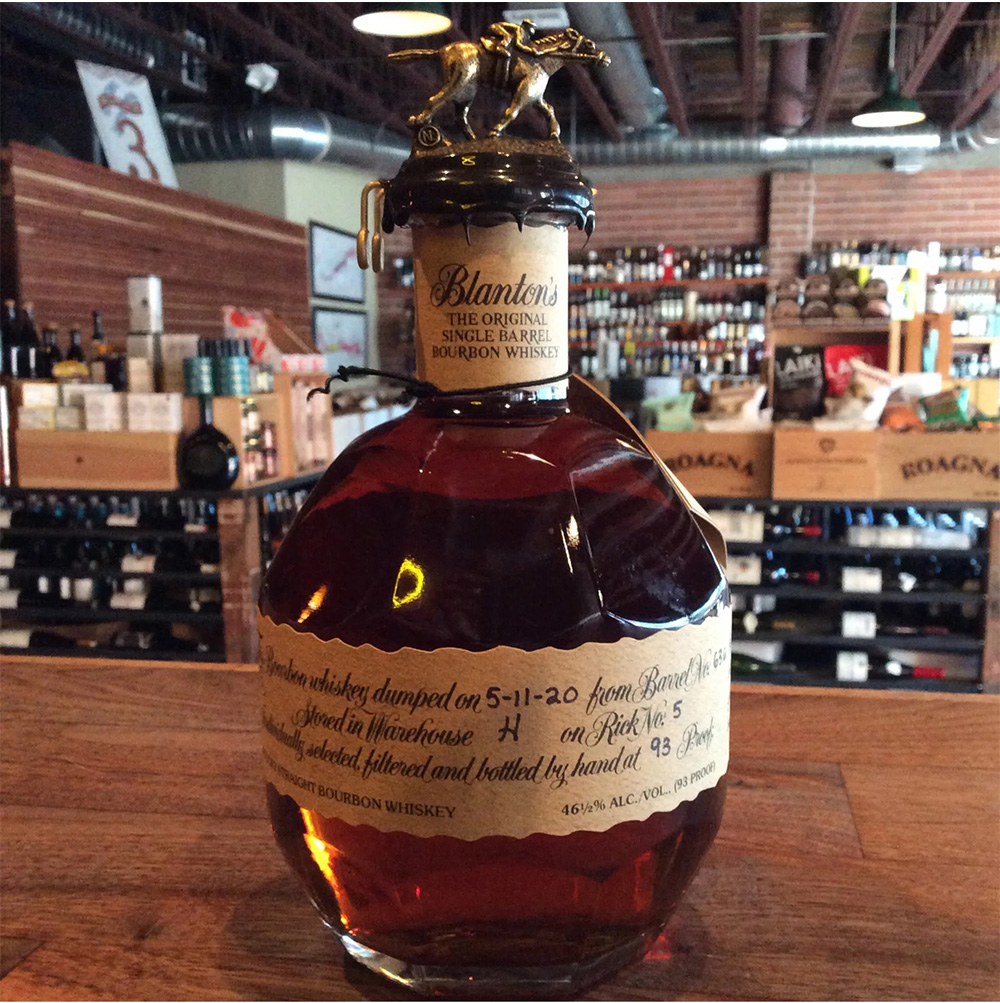 N
Blanton's
THE ORIGINAL
SINGLE BARREL
BOURBON WHISKEY
LAIKI
LAIKI
ROAGNA
ROAGNA
Bourbon whiskey dumped on 5-11-20 from Barrel No.
Stored in Warehouse H on Rick No. 5
selected, filtered and bottled by hand at 93 Proof
STRAIGHT BOURBON WHISKEY
46½% ALC./VOL., (93 PROOF)